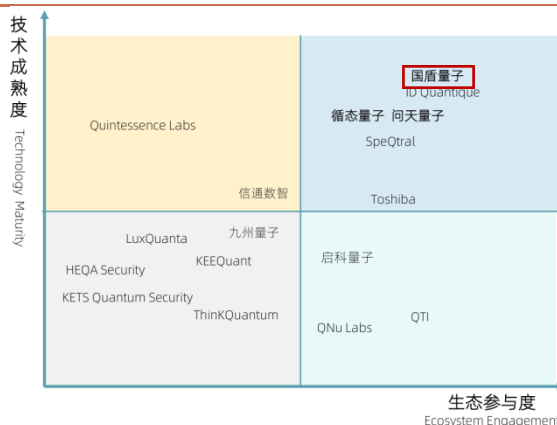 技术成熟度
Technology Maturity
国盾量子
ID Quantique
循态量子 问天量子
Quintessence Labs
SpeQtral
信通数智
Toshiba
九州量子
LuxQuanta
KEEQuant
启科量子
HEQA Security
KETS Quantum Security
ThinKQuantum
QTI
QNu Labs
生态参与度
Ecosystem Engagement